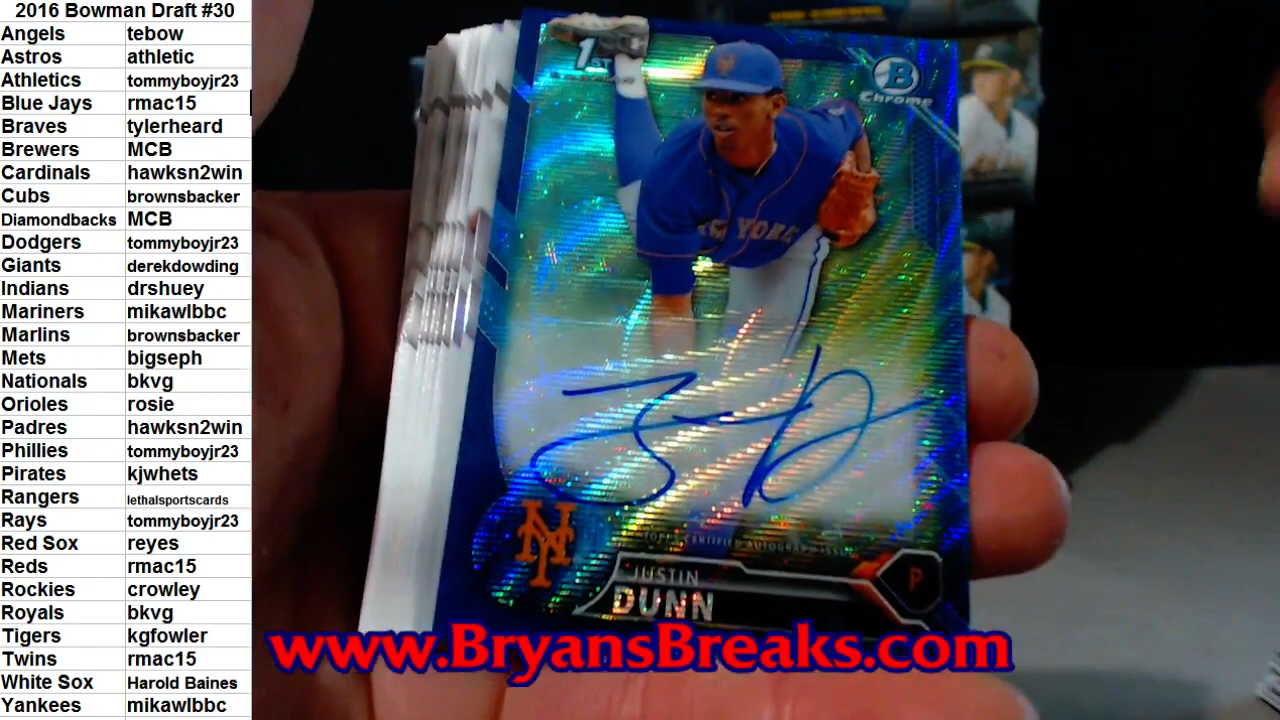 2016 Bowman Draft #30
Angels tebow
Astros athletic
Athletics tommyboyjr23
Blue Jays rmac15
Braves tylerheard
Brewers MCB
Cardinals hawksn2win
Cubs brownsbacker
Diamondbacks MCB
Dodgers tommyboyjr23
Giants derekdowding
Indians drshuey
Mariners mikawlbbc
Marlins brownsbacker
Mets bigseph
Nationals bkvg
Orioles rosie
Padres hawksn2win
Phillies tommyboyjr23
Pirates kjwhets
Rangers lethalsportscards
Rays tommyboyjr23
Red Sox reyes
Reds rmac15
Rockies crowley
Royals bkvg
Tigers kgfowler
Twins rmac15
White Sox Harold Baines
Yankees mikawlbbc
1ST
B
Chrome
NEW YORK
NY
TOPPS CERTIFIED AUTOGRAPH ISSUE
JUSTIN
DUNN
P
www.BryansBreaks.com